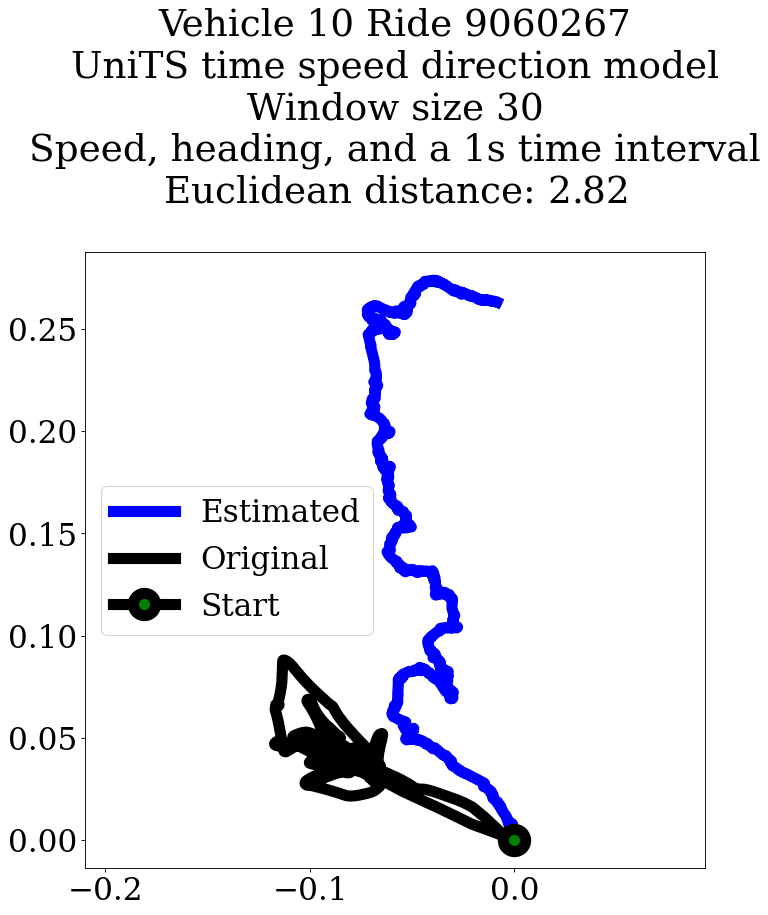 Vehicle 10 Ride 9060267
UniTS time speed direction model
Window size 30
Speed, heading, and a 1s time interval
Euclidean distance: 2.82
0.25
0.20
0.15
0.10
0.05
0.00
Estimated
Original
Start
−0.2
−0.1
0.0